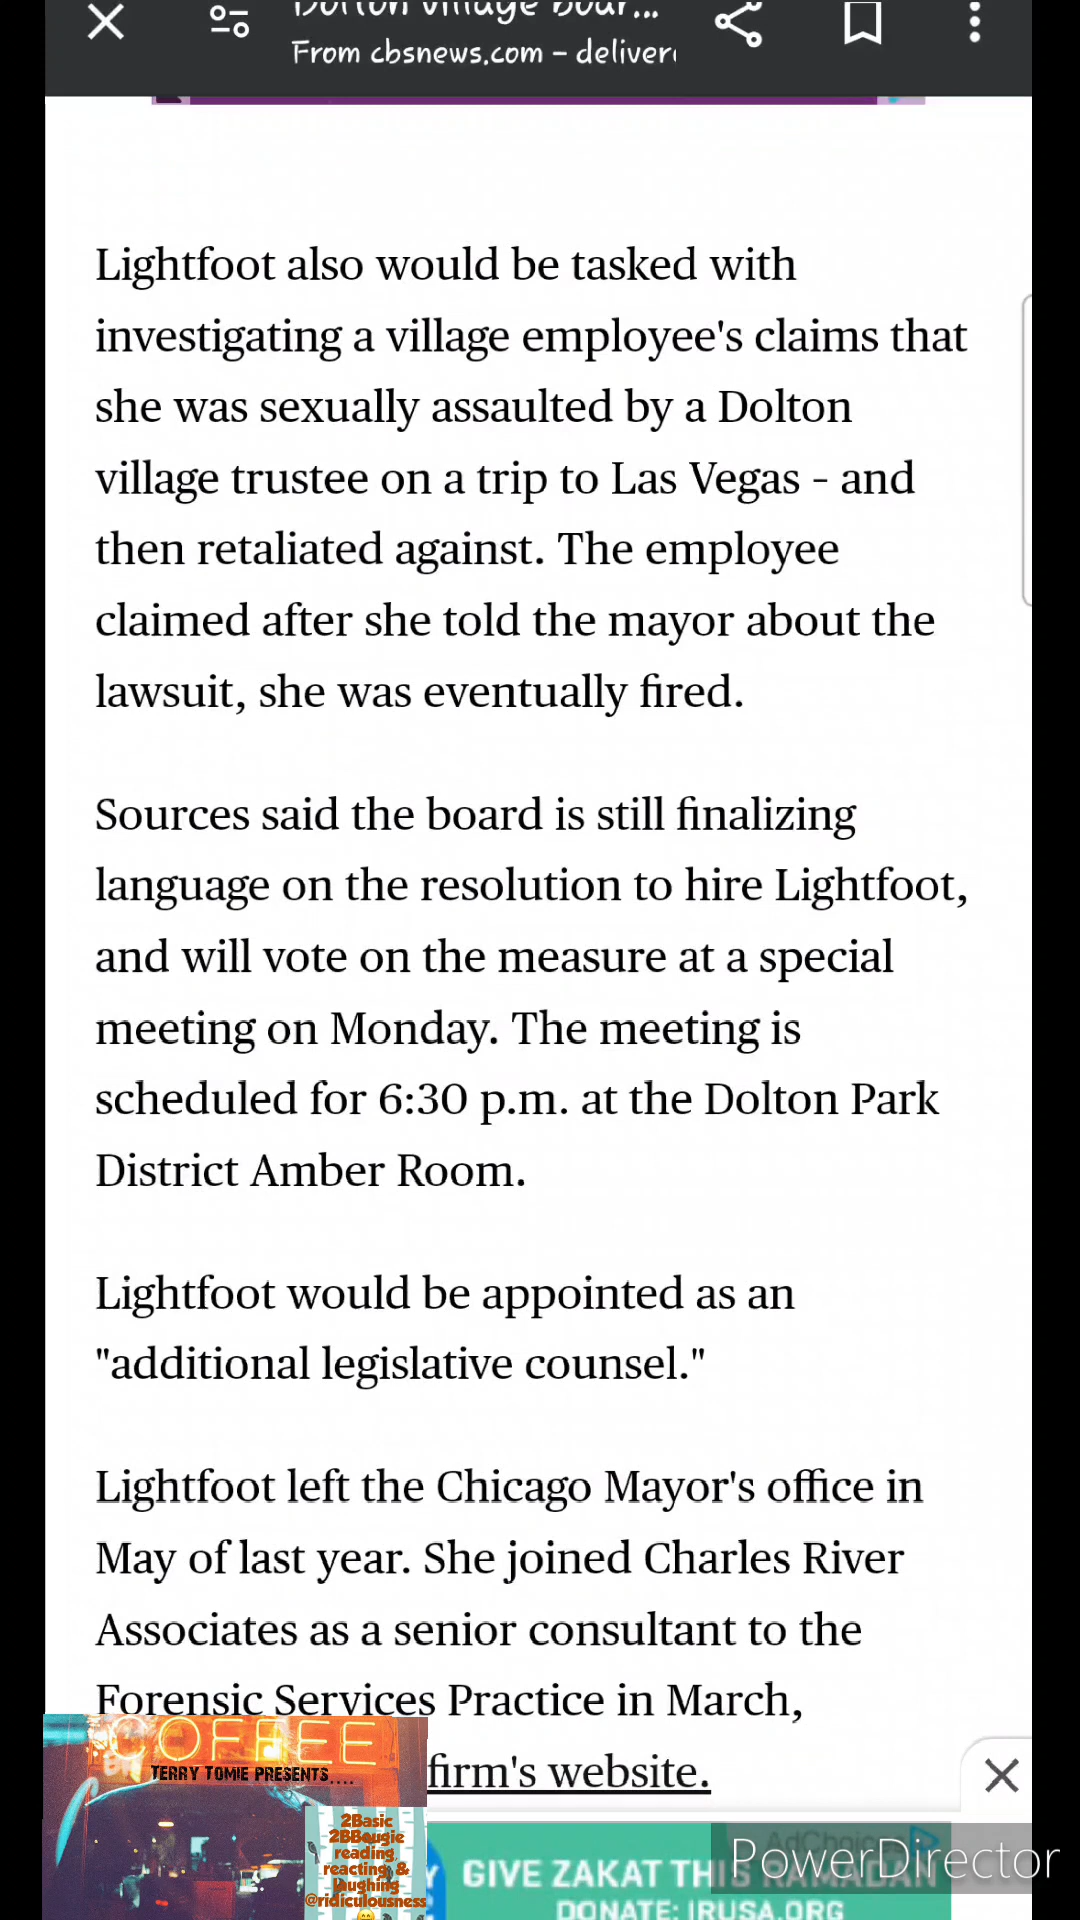 Dolton village boar...
From cbsnews.com –
Lightfoot also would be tasked with
investigating a village employee's claims that
she was sexually assaulted by a Dolton
village trustee on a trip to Las Vegas - and
then retaliated against. The employee
claimed after she told the mayor about the
lawsuit, she was eventually fired.
Sources said the board is still finalizing
language on the resolution to hire Lightfoot,
and will vote on the measure at a special
meeting on Monday. The meeting is
scheduled for 6:30 p.m. at the Dolton Park
District Amber Room.
Lightfoot would be appointed as an
"additional legislative counsel."
Lightfoot left the Chicago Mayor's office in
May of last year. She joined Charles River
Associates as a senior consultant to the
Forensic Services Practice in March,
firm's website.
COFFEE
TERRY TOMIE PRESENTS....
2Basic
2BBougie
reading,
reacting, &
laughing
@ridiculousness
AdChoices
GIVE ZAKAT THIS RAMADAN
DONATE: IRUSA.ORG
PowerDirector